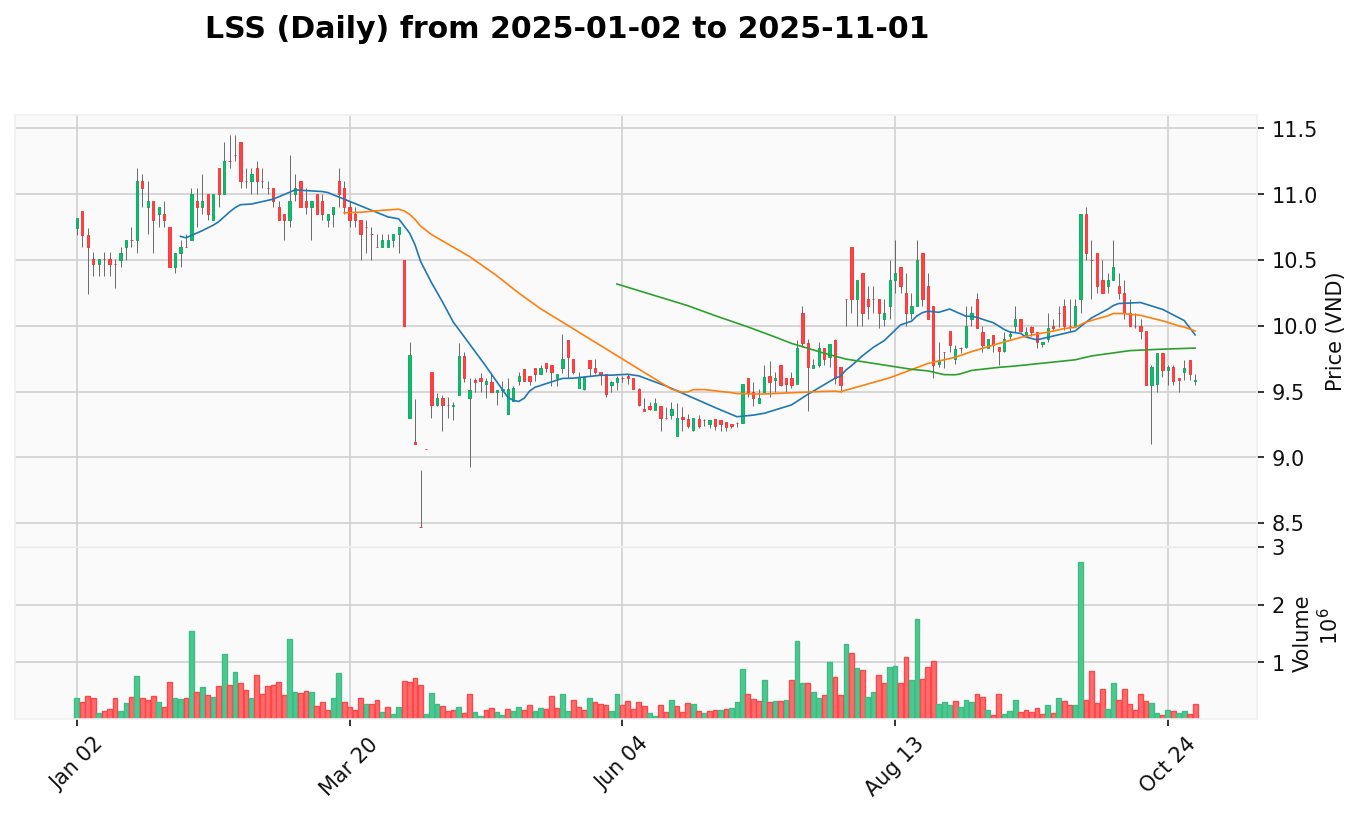 LSS (Daily) from 2025-01-02 to 2025-11-01
11.5
11.0
10.5
10.0
9.5
9.0
8.5
Price (VND)
3
2
1
Volume
10^6
Jan 02
Mar 20
Jun 04
Aug 13
Oct 24